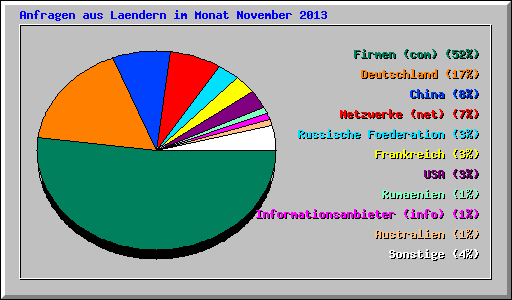 Anfragen aus Laendern im Monat November 2013
Firmen (com) (52%)
Deutschland (17%)
China (8%)
Netzwerke (net) (7%)
Russische Foederation (3%)
Frankreich (3%)
USA (3%)
Rumaenien (1%)
Informationsanbieter (info) (1%)
Australien (1%)
Sonstige (4%)